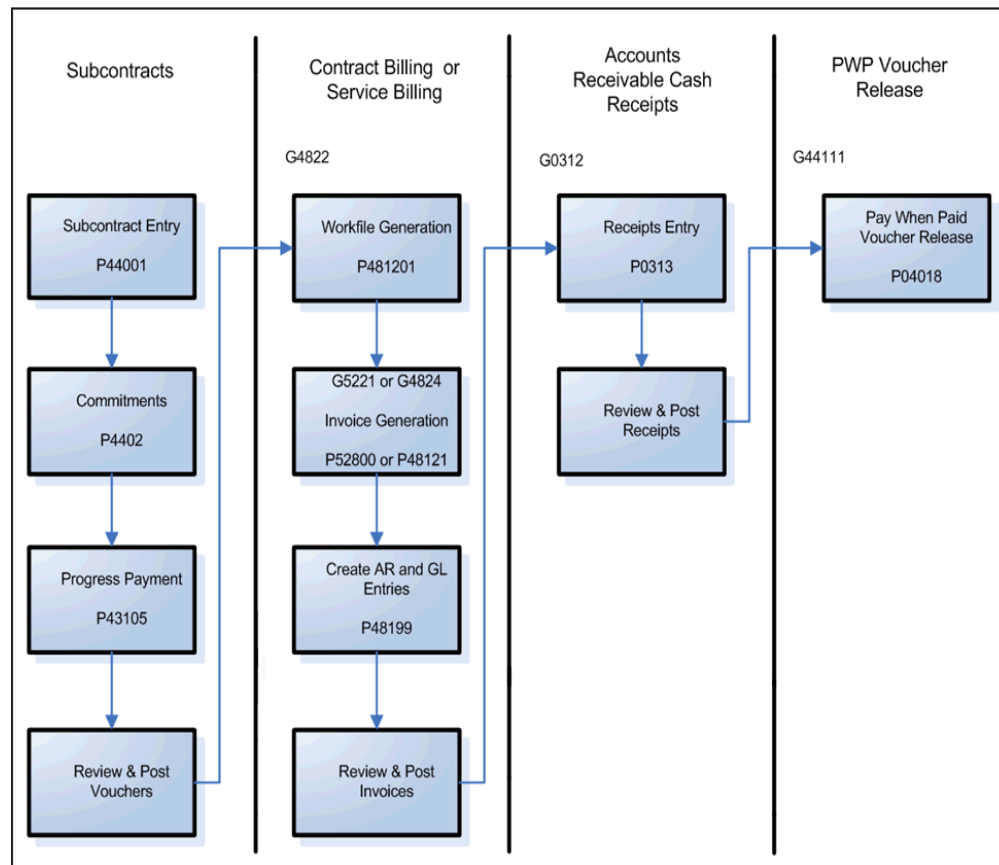 Subcontracts
Subcontract Entry
P44001
Commitments
P4402
Progress Payment
P43105
Review & Post
Vouchers
Contract Billing or
Service Billing
G4822
Workfile Generation
P481201
G5221 or G4824
Invoice Generation
P52800 or P48121
Create AR and GL
Entries
P48199
Review & Post
Invoices
Accounts
Receivable Cash
Receipts
G0312
Receipts Entry
P0313
Review & Post
Receipts
PWP Voucher
Release
G44111
Pay When Paid
Voucher Release
P04018